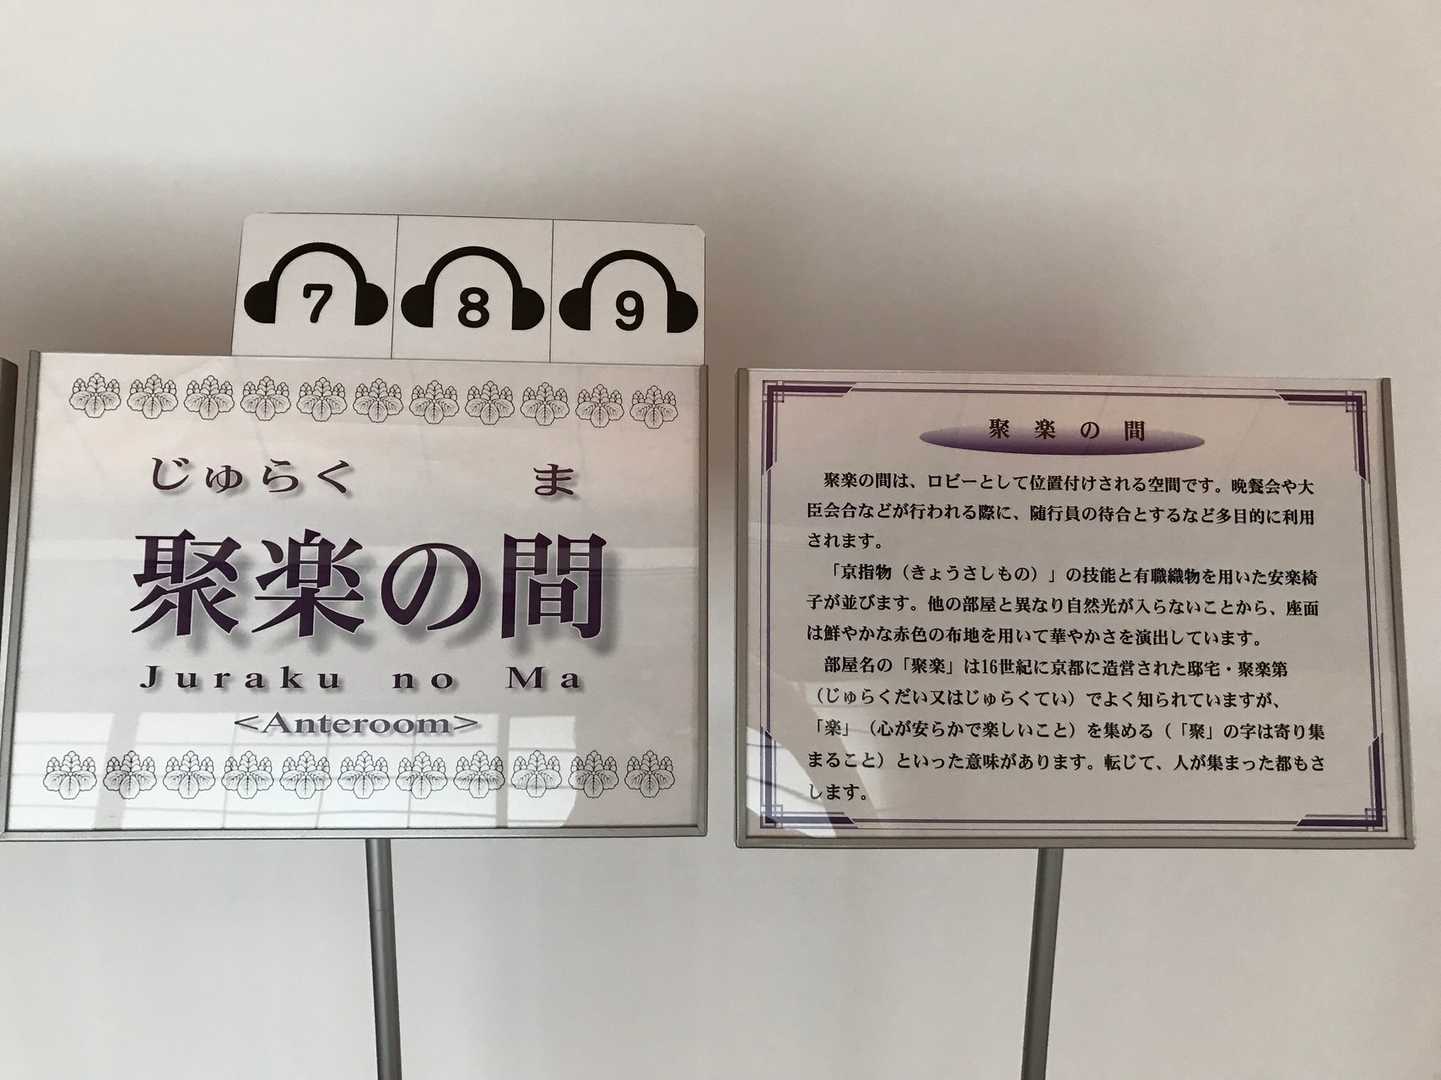 7 8 9
じゅらく ま
聚楽の間
Juraku no Ma
<Anteroom>
聚楽の間
聚楽の間は、ロビーとして位置付けされる空間です。晩餐会や大
臣会合などが行われる際に、随行員の待合とするなど多目的に利用
されます。
「京指物（きょうさしもの）」の技能と有職織物を用いた安楽椅
子が並びます。他の部屋と異なり自然光が入らないことから、座面
は鮮やかな赤色の布地を用いて華やかさを演出しています。
部屋名の「聚楽」は16世紀に京都に造営された邸宅・聚楽第
（じゅらくだい又はじゅらくてい）でよく知られていますが、
「楽」（心が安らかで楽しいこと）を集める（「聚」の字は寄り集
まること）といった意味があります。転じて、人が集まった都もさ
します。